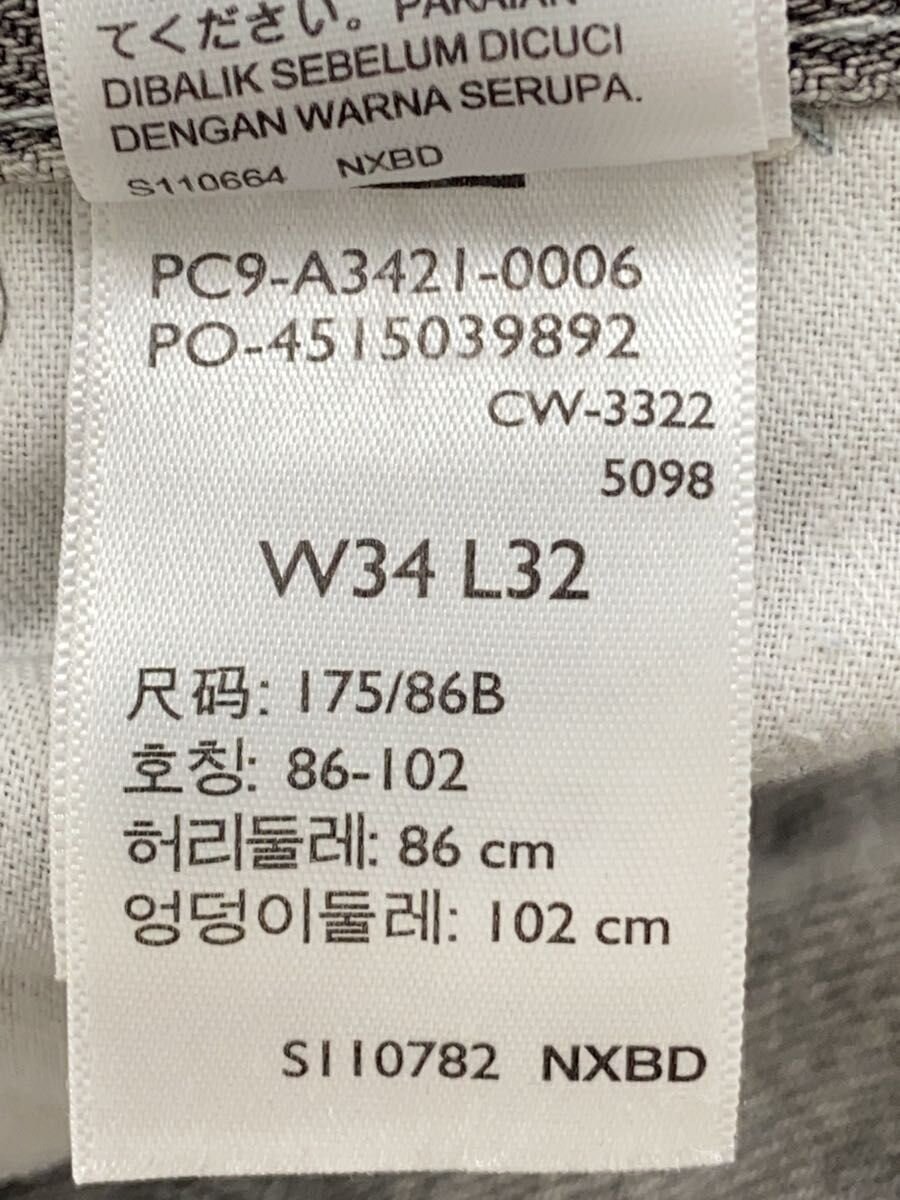 てください。PAKAIAN
DIBALIK SEBELUM DICUCI
DENGAN WARNA SERUPA.
S110664 NXBD
PC9-A3421-0006
PO-4515039892
CW-3322
5098
W34 L32
尺码: 175/86B
호칭: 86-102
허리둘레: 86 cm
엉덩이둘레: 102 cm
S110782 NXBD